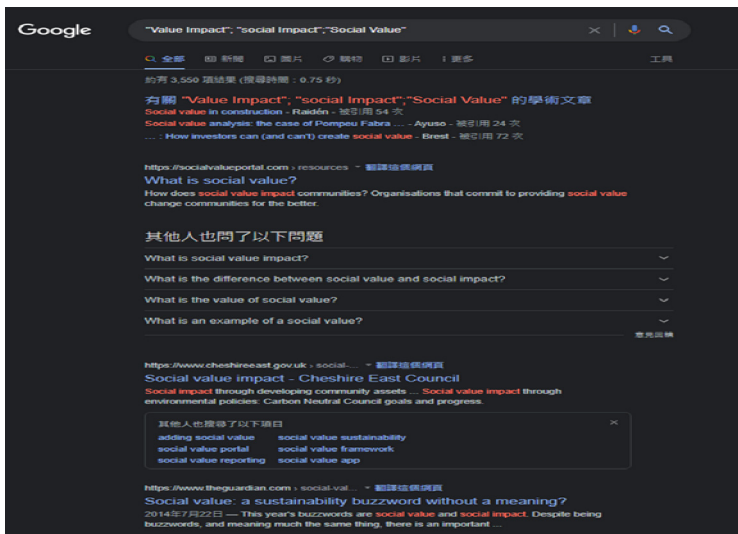 Google
"Value Impact"; "social Impact","Social Value"
全部 新聞 圖片 購物 影片 更多 工具
約有 3,550 項結果 (搜尋時間：0.75 秒)
有關 "Value Impact"; "social Impact";"Social Value" 的學術文章
Social value in construction - Raidén - 被引用 54 次
Social value analysis: the case of Pompeu Fabra ... - Ayuso - 被引用 24 次
... : How investors can (and can't) create social value - Brest - 被引用 72 次
https://socialvalueportal.com › resources 翻譯這個網頁
What is social value?
How does social value impact communities? Organisations that commit to providing social value
change communities for the better.
其他人也問了以下問題
What is social value impact?
What is the difference between social value and social impact?
What is the value of social value?
What is an example of a social value?
意見回饋
https://www.cheshireeast.gov.uk › social-... 翻譯這個網頁
Social value impact - Cheshire East Council
Social impact through developing community assets ... Social value impact through
environmental policies: Carbon Neutral Council goals and progress.
其他人也搜尋了以下項目
adding social value social value sustainability
social value portal social value framework
social value reporting social value app
https://www.theguardian.com › social-val... 翻譯這個網頁
Social value: a sustainability buzzword without a meaning?
2014年7月22日 — This year's buzzwords are social value and social impact. Despite being
buzzwords, and meaning much the same thing, there is an important ...